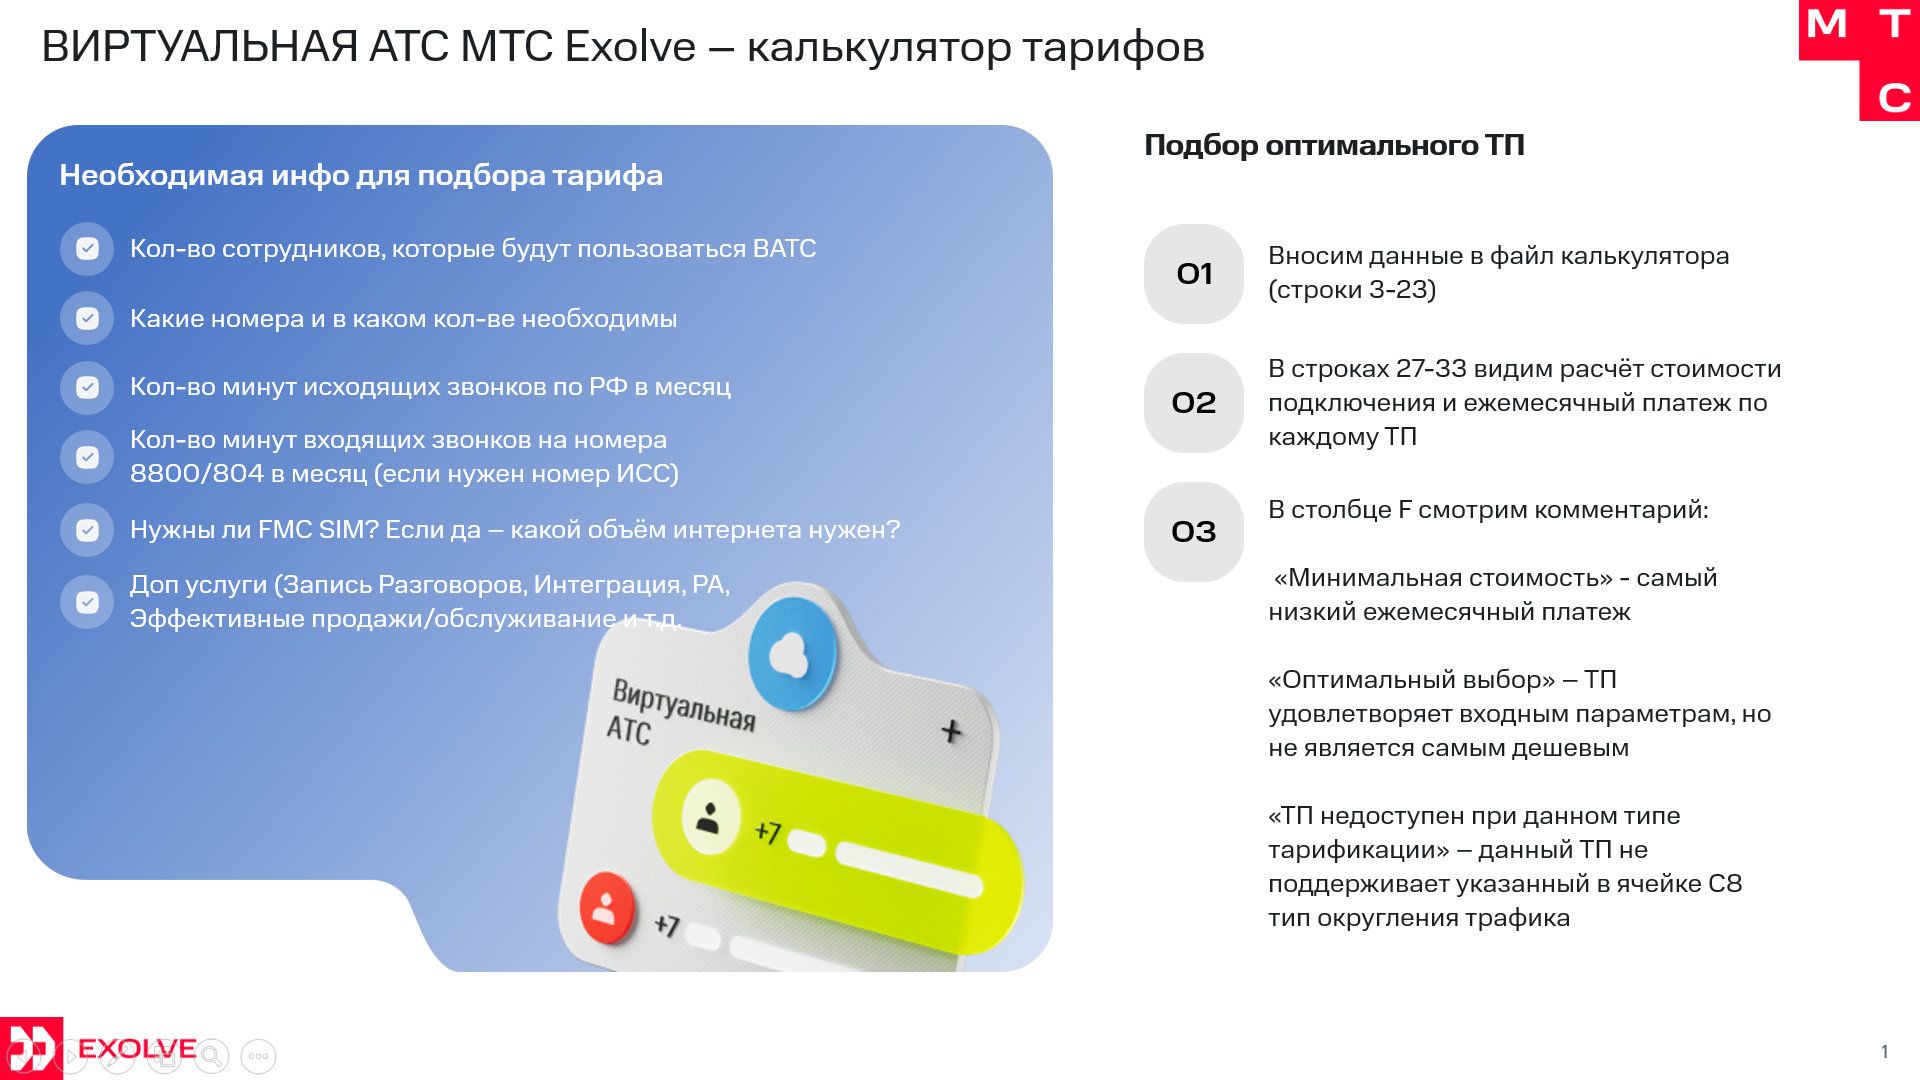 ВИРТУАЛЬНАЯ АТС МТС Exolve – калькулятор тарифов
М Т
С
Необходимая инфо для подбора тарифа
Кол-во сотрудников, которые будут пользоваться ВАТС
Какие номера и в каком кол-ве необходимы
Кол-во минут исходящих звонков по РФ в месяц
Кол-во минут входящих звонков на номера
8800/804 в месяц (если нужен номер ИСС)
Нужны ли FMC SIM? Если да – какой объём интернета нужен?
Доп услуги (Запись Разговоров, Интеграция, РА,
Эффективные продажи/обслуживание и т.д.
Виртуальная
АТС
+
+7
+7
Подбор оптимального ТП
01
Вносим данные в файл калькулятора
(строки 3-23)
02
В строках 27-33 видим расчёт стоимости
подключения и ежемесячный платеж по
каждому ТП
03
В столбце F смотрим комментарий:
«Минимальная стоимость» - самый
низкий ежемесячный платеж
«Оптимальный выбор» – ТП
удовлетворяет входным параметрам, но
не является самым дешевым
«ТП недоступен при данном типе
тарификации» – данный ТП не
поддерживает указанный в ячейке С8
тип округления трафика
EXOLVE
1